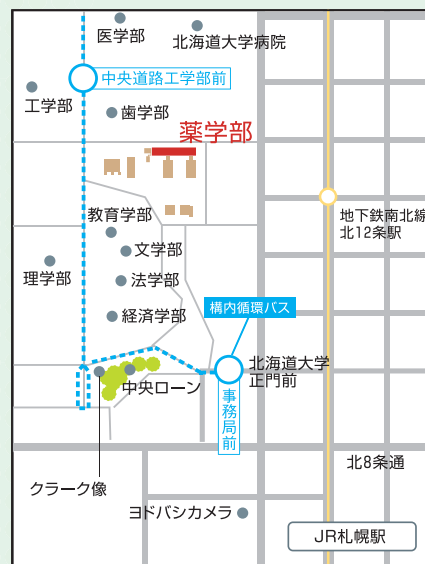 医学部
北海道大学病院
中央道路工学部前
工学部
歯学部
薬学部
教育学部
地下鉄南北線
北12条駅
文学部
理学部
法学部
構内循環バス
経済学部
北海道大学
正門前
中央ローン
事務局前
北8条通
クラーク像
ヨドバシカメラ
JR札幌駅